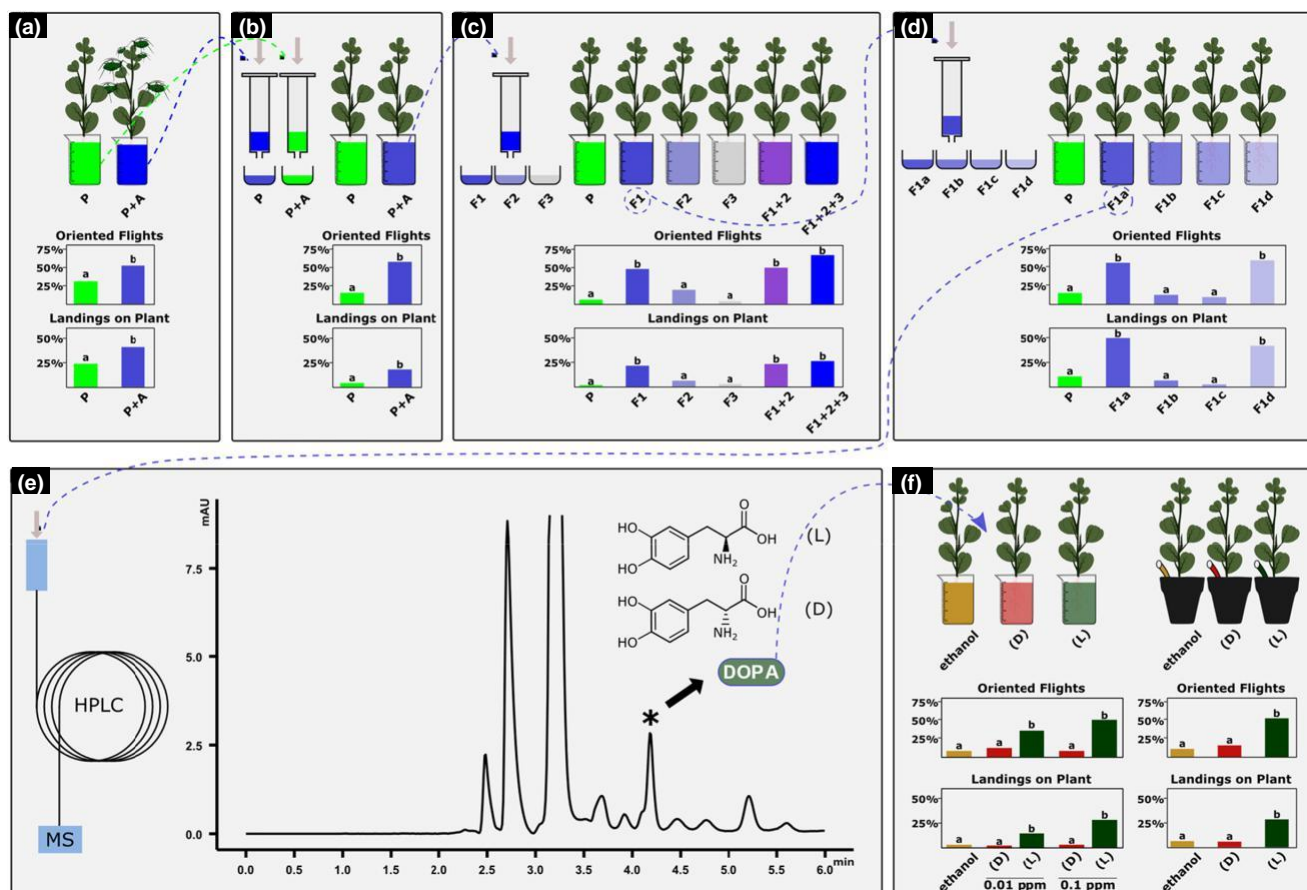 (a)
P
P+A
Oriented Flights
75%
50%
25%
a
b
Landings on Plant
50%
25%
a
b
P
P+A
(b)
P
P+A
P
P+A
Oriented Flights
75%
50%
25%
a
b
Landings on Plant
50%
25%
a
b
P
P+A
(c)
F1
F2
F3
P
F1
F2
F3
F1+2
F1+2+3
Oriented Flights
75%
50%
25%
a
b
a
a
b
b
Landings on Plant
50%
25%
a
b
a
a
b
b
P
F1
F2
F3
F1+2
F1+2+3
(d)
F1a
F1b
F1c
F1d
P
F1a
F1b
F1c
F1d
Oriented Flights
75%
50%
25%
a
b
a
a
b
Landings on Plant
50%
25%
a
b
a
a
b
P
F1a
F1b
F1c
F1d
(e)
HPLC
MS
mAU
7.5
5.0
2.5
0.0
0.0 0.5 1.0 1.5 2.0 2.5 3.0 3.5 4.0 4.5 5.0 5.5 6.0 min
HO
HO
O
OH
NH2
(L)
HO
HO
O
OH
NH2
(D)
DOPA
*
(f)
ethanol
(D)
(L)
Oriented Flights
75%
50%
25%
a
a
b
a
b
Landings on Plant
50%
25%
a
a
b
a
b
ethanol
(D)
(L)
(D)
(L)
0.01 ppm
0.1 ppm
ethanol
(D)
(L)
Oriented Flights
75%
50%
25%
a
a
b
Landings on Plant
50%
25%
a
a
b
ethanol
(D)
(L)